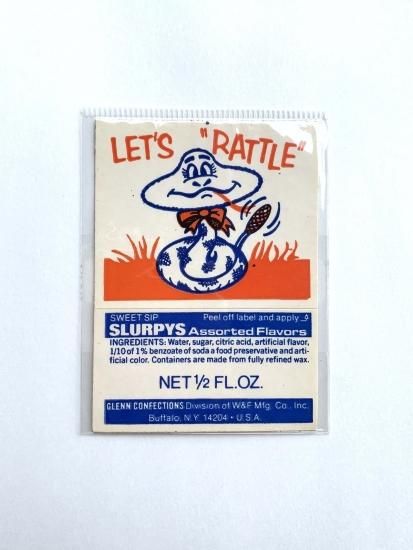 LET'S "RATTLE"
SWEET SIP Peel off label and apply
SLURPYS Assorted Flavors
INGREDIENTS: Water, sugar, citric acid, artificial flavor,
1/10 of 1% benzoate of soda a food preservative and arti-
ficial color. Containers are made from fully refined wax.
NET 1/2 FL.OZ.
GLENN CONFECTIONS Division of W&F Mfg. Co., Inc.
Buffalo, N.Y. 14204 • U.S.A.